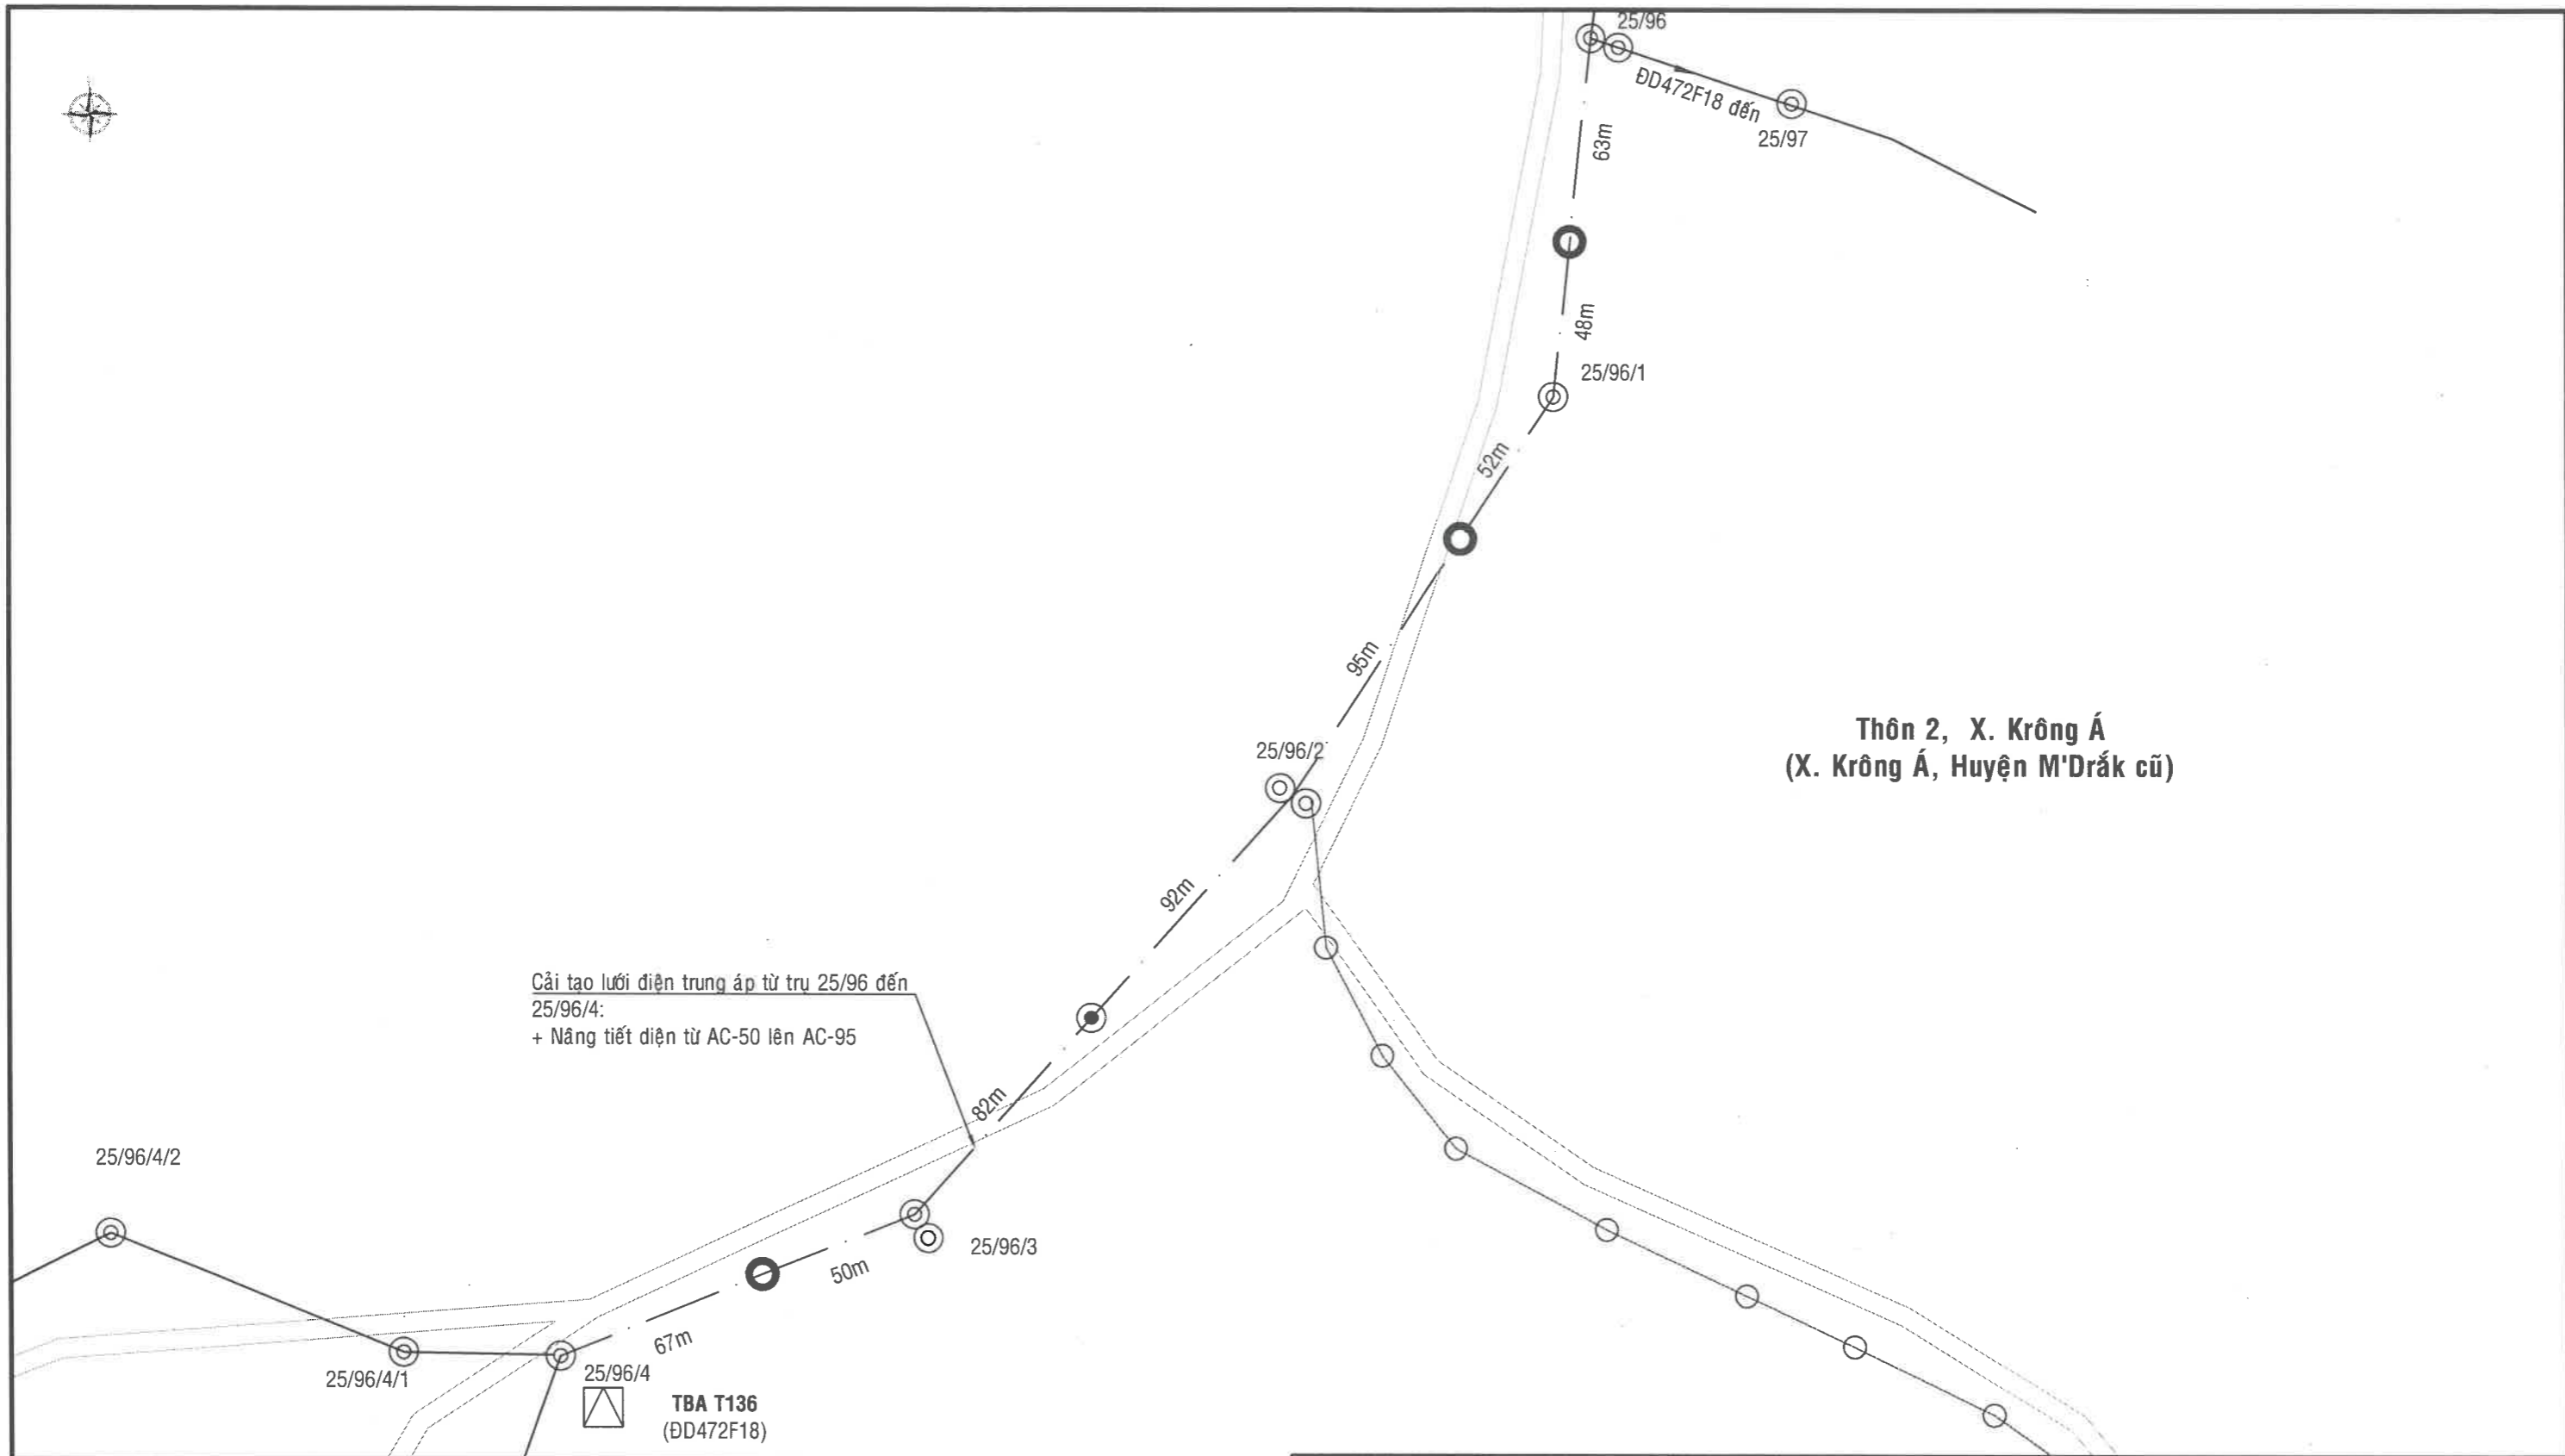 25/96
ĐD472F18 đến
25/97
63m
48m
25/96/1
52m
95m
Thôn 2, X. Krông Á
(X. Krông Á, Huyện M'Drắk cũ)
25/96/2
92m
Cải tạo lưới điện trung áp từ trụ 25/96 đến
25/96/4:
+ Nâng tiết diện từ AC-50 lên AC-95
82m
25/96/4/2
25/96/3
50m
67m
25/96/4
25/96/4/1
TBA T136
(ĐD472F18)